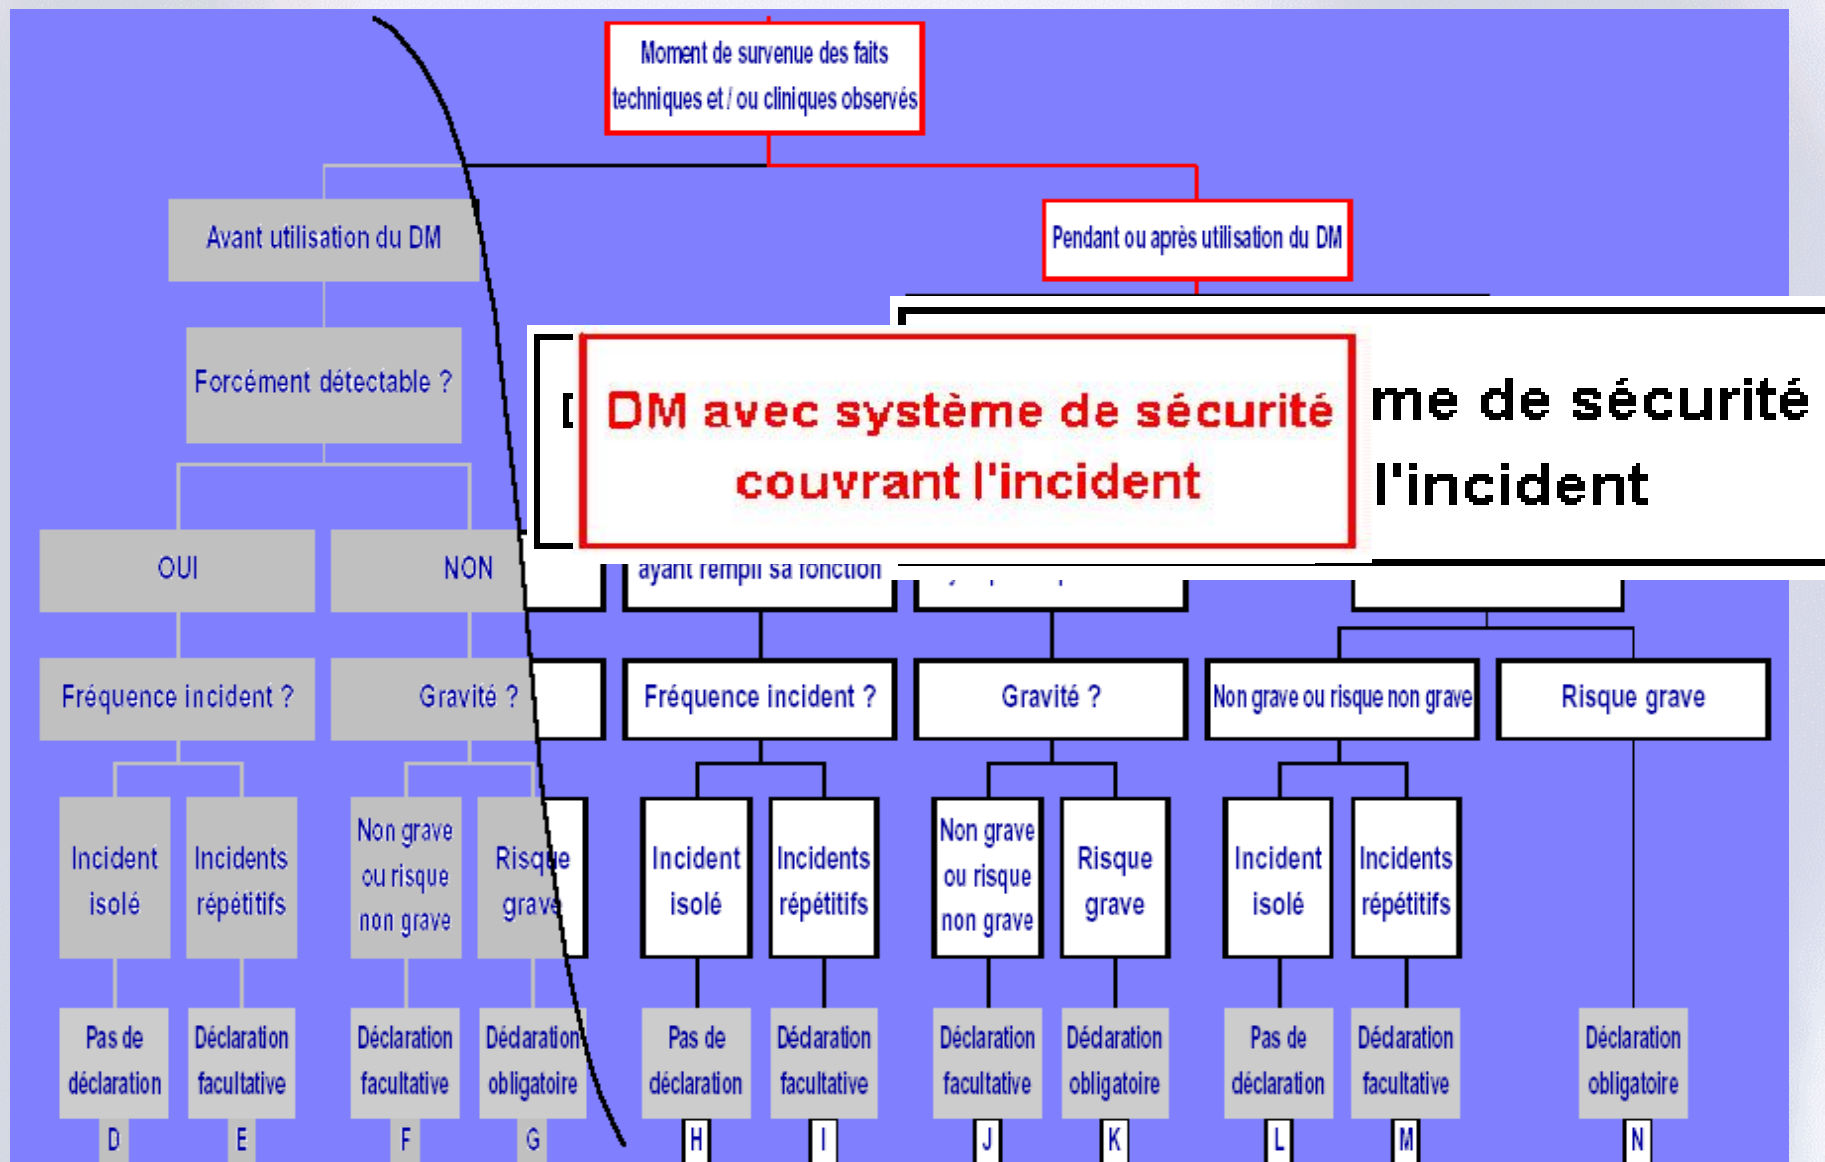 Moment de survenue des faits
techniques et / ou cliniques observés
Avant utilisation du DM
Pendant ou après utilisation du DM
Forcément détectable ?
DM avec système de sécurité
couvrant l'incident
me de sécurité
l'incident
OUI
NON
ayant rempli sa fonction
Fréquence incident ?
Gravité ?
Fréquence incident ?
Gravité ?
Non grave ou risque non grave
Risque grave
Incident
isolé
Incidents
répétitifs
Non grave
ou risque
non grave
Risque
grave
Incident
isolé
Incidents
répétitifs
Non grave
ou risque
non grave
Risque
grave
Incident
isolé
Incidents
répétitifs
Pas de
déclaration
Déclaration
facultative
Déclaration
facultative
Déclaration
obligatoire
Pas de
déclaration
Déclaration
facultative
Déclaration
facultative
Déclaration
obligatoire
Pas de
déclaration
Déclaration
facultative
Déclaration
obligatoire
D
E
F
G
H
I
J
K
L
M
N